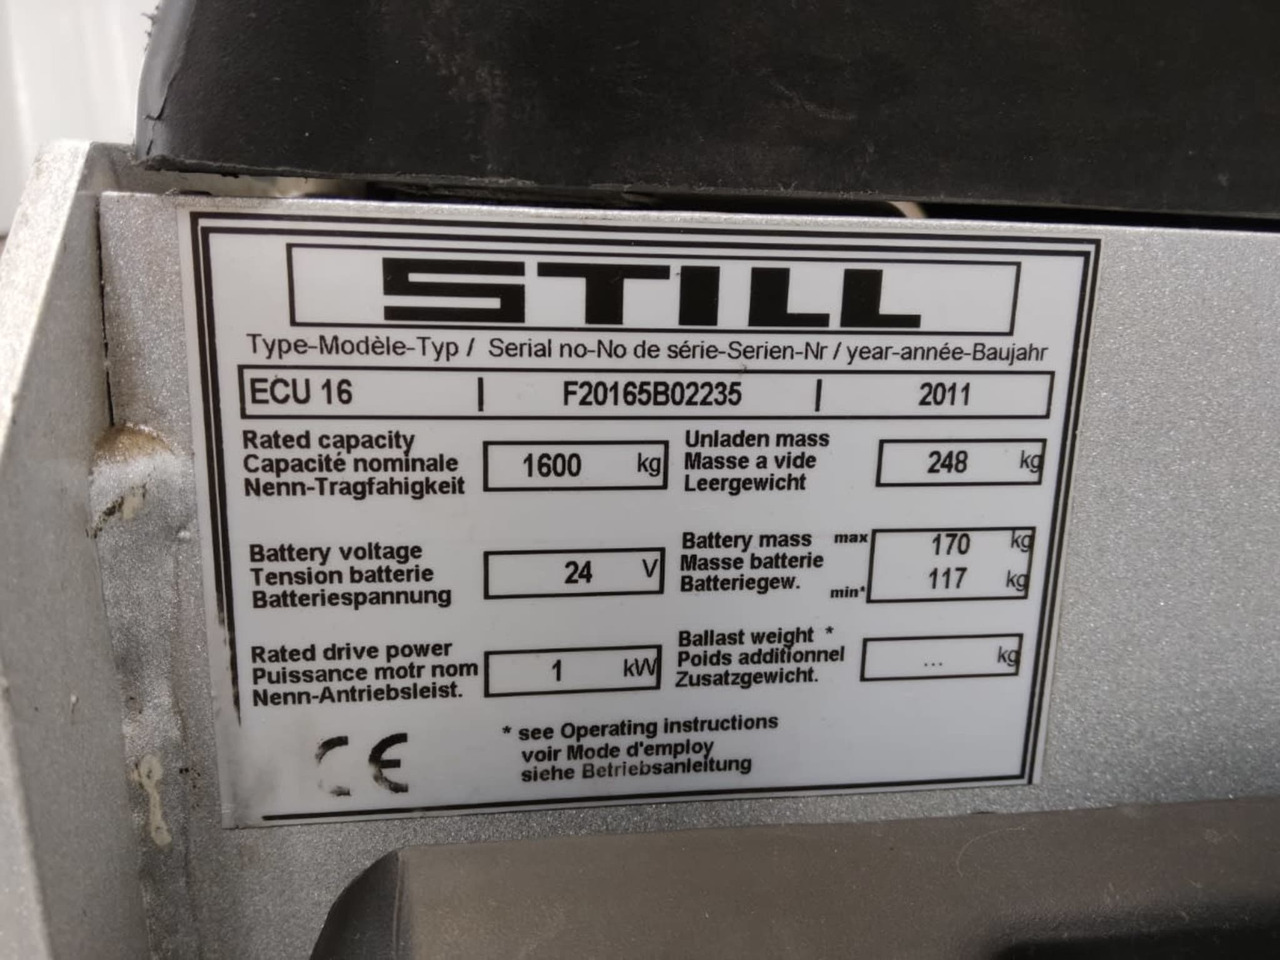 STILL
Type-Modèle-Typ / Serial no-No de série-Serien-Nr / year-année-Baujahr
ECU 16 | F20165B02235 | 2011
Rated capacity
Capacité nominale
Nenn-Tragfahigkeit
1600 kg
Unladen mass
Masse a vide
Leergewicht
248 kg
Battery voltage
Tension batterie
Batteriespannung
24 V
Battery mass max
Masse batterie
Batteriegew. min*
170 kg
117 kg
Rated drive power
Puissance motr nom
Nenn-Antriebsleist.
1 kW
Ballast weight *
Poids additionnel
Zusatzgewicht.
... kg
CE
* see Operating instructions
voir Mode d'employ
siehe Betriebsanleitung